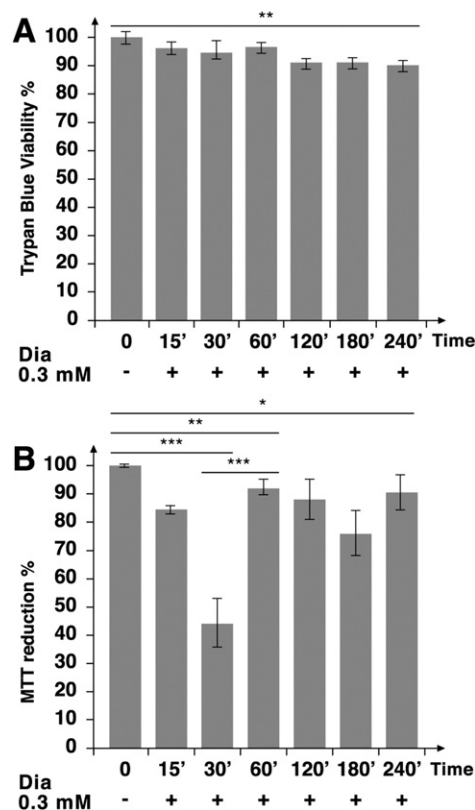 A
**
100
90
80
70
60
50
40
30
20
10
0
Trypan Blue Viability %
0 15’ 30’ 60’ 120’ 180’ 240’ Time
Dia
0.3 mM - + + + + + +
*
**
***
***
B
100
90
80
70
60
50
40
30
20
10
0
MTT reduction %
0 15’ 30’ 60’ 120’ 180’ 240’ Time
Dia
0.3 mM - + + + + + +